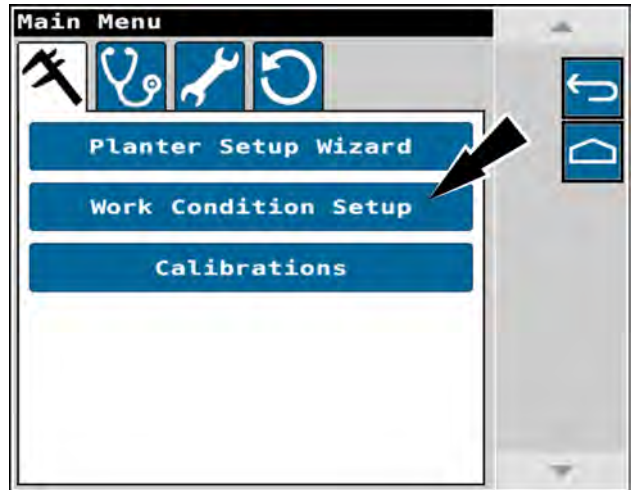 Main Menu
Planter Setup Wizard
Work Condition Setup
Calibrations